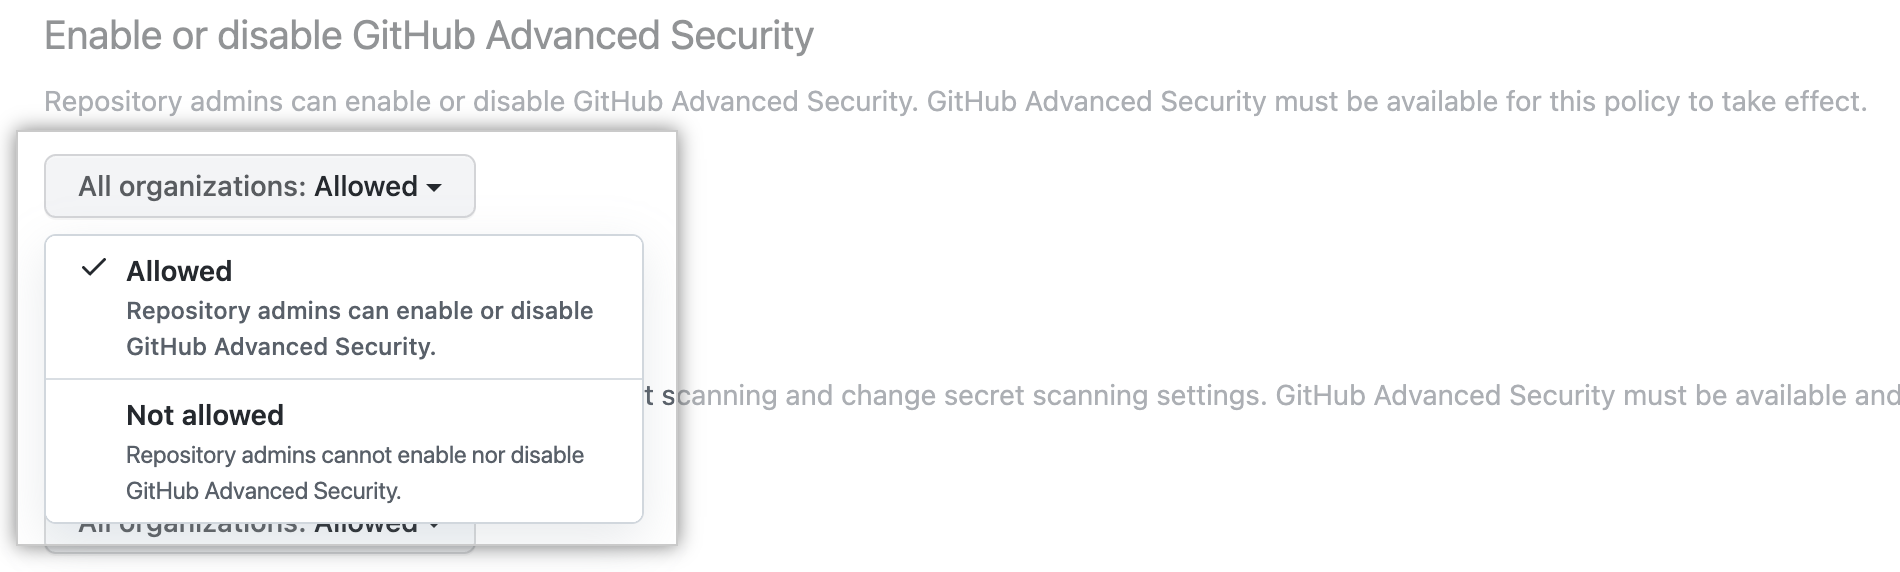 Enable or disable GitHub Advanced Security
Repository admins can enable or disable GitHub Advanced Security. GitHub Advanced Security must be available for this policy to take effect.
All organizations: Allowed
Allowed
Repository admins can enable or disable
GitHub Advanced Security.
t scanning and change secret scanning settings. GitHub Advanced Security must be available and
Not allowed
Repository admins cannot enable nor disable
GitHub Advanced Security.
All organizations: Allowed